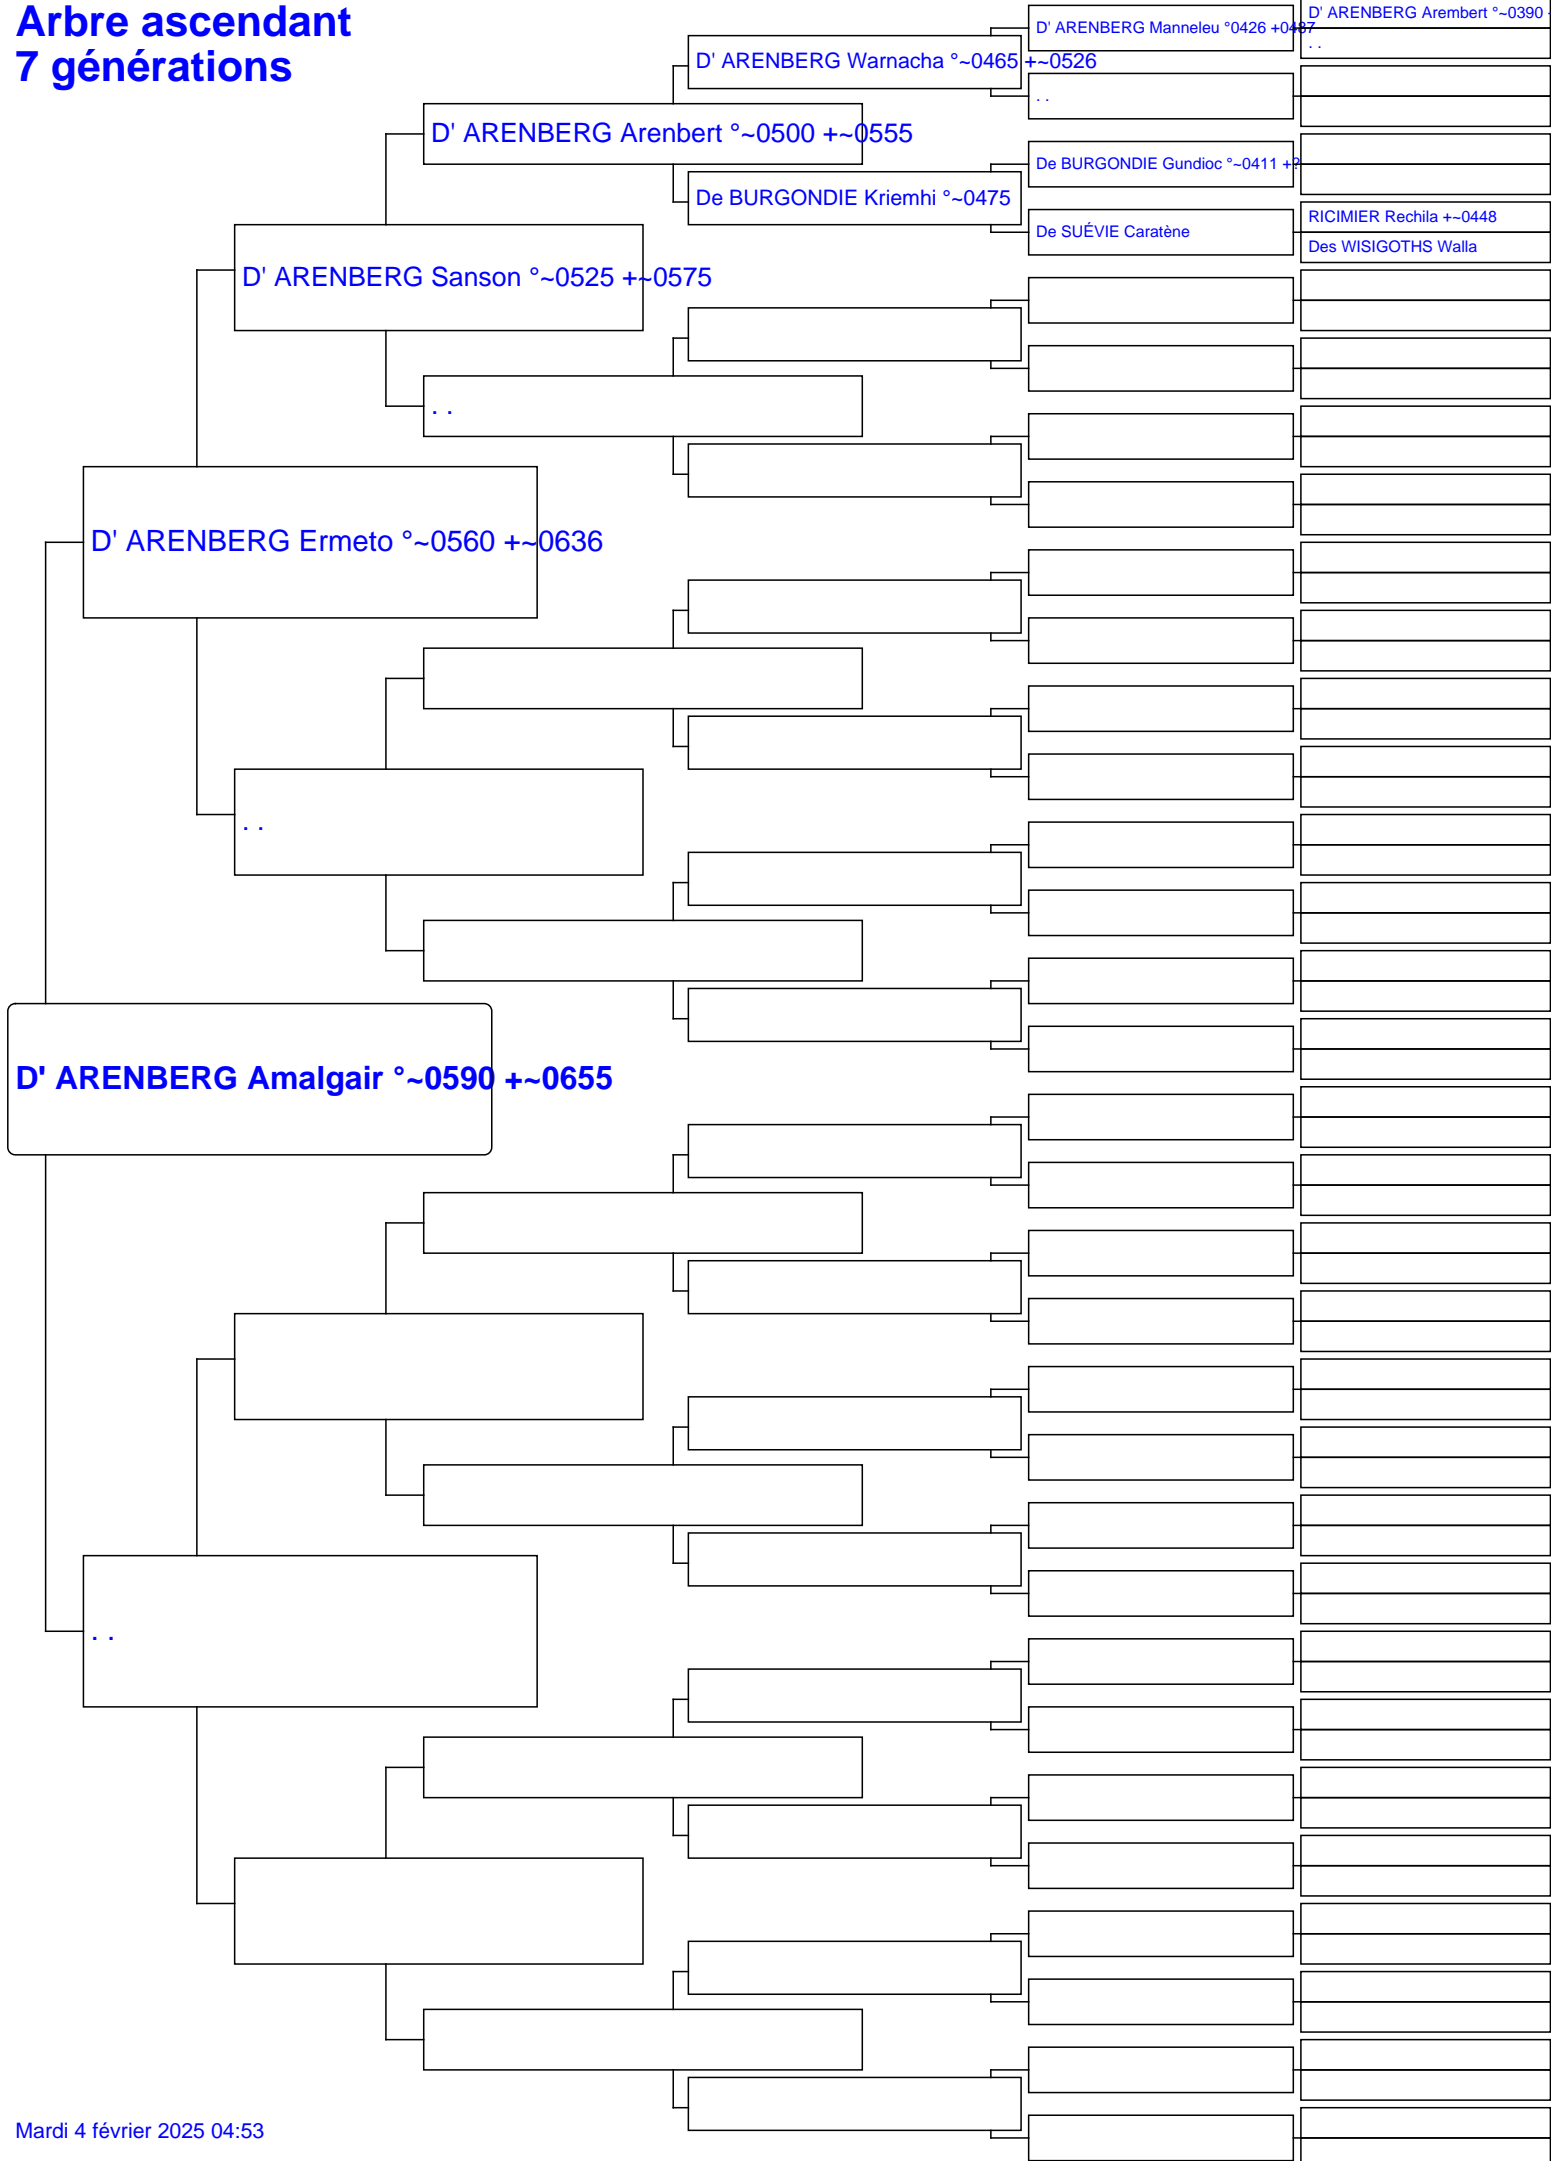 Arbre ascendant
7 générations
D' ARENBERG Arembert °~0390
. .
D' ARENBERG Manneleu °0426 +0487
D' ARENBERG Warnacha °~0465 +~0526
. .
D' ARENBERG Arenbert °~0500 +~0555
De BURGONDIE Gundioc °~0411 +?
De BURGONDIE Kriemhi °~0475
RICIMIER Rechila +~0448
De SUÉVIE Caratène
Des WISIGOTHS Walla
D' ARENBERG Sanson °~0525 +~0575
. .
D' ARENBERG Ermeto °~0560 +~0636
. .
D' ARENBERG Amalgair °~0590 +~0655
. .
Mardi 4 février 2025 04:53